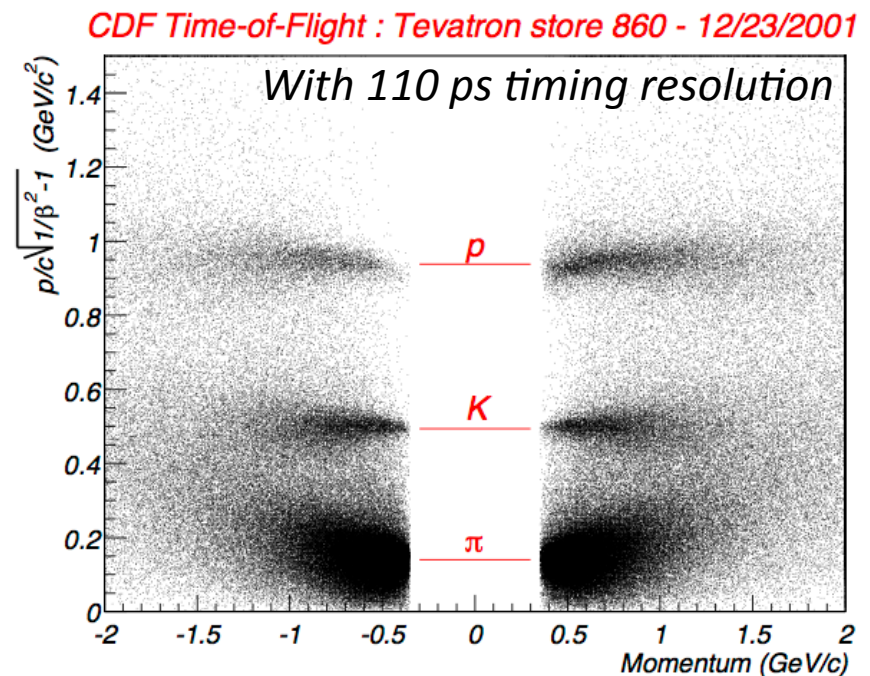 CDF Time-of-Flight : Tevatron store 860 - 12/23/2001
With 110 ps timing resolution
p/c√1/β²-1 (GeV/c²)
1.4
1.2
1
0.8
0.6
0.4
0.2
0
p
K
π
-2 -1.5 -1 -0.5 0 0.5 1 1.5 2
Momentum (GeV/c)